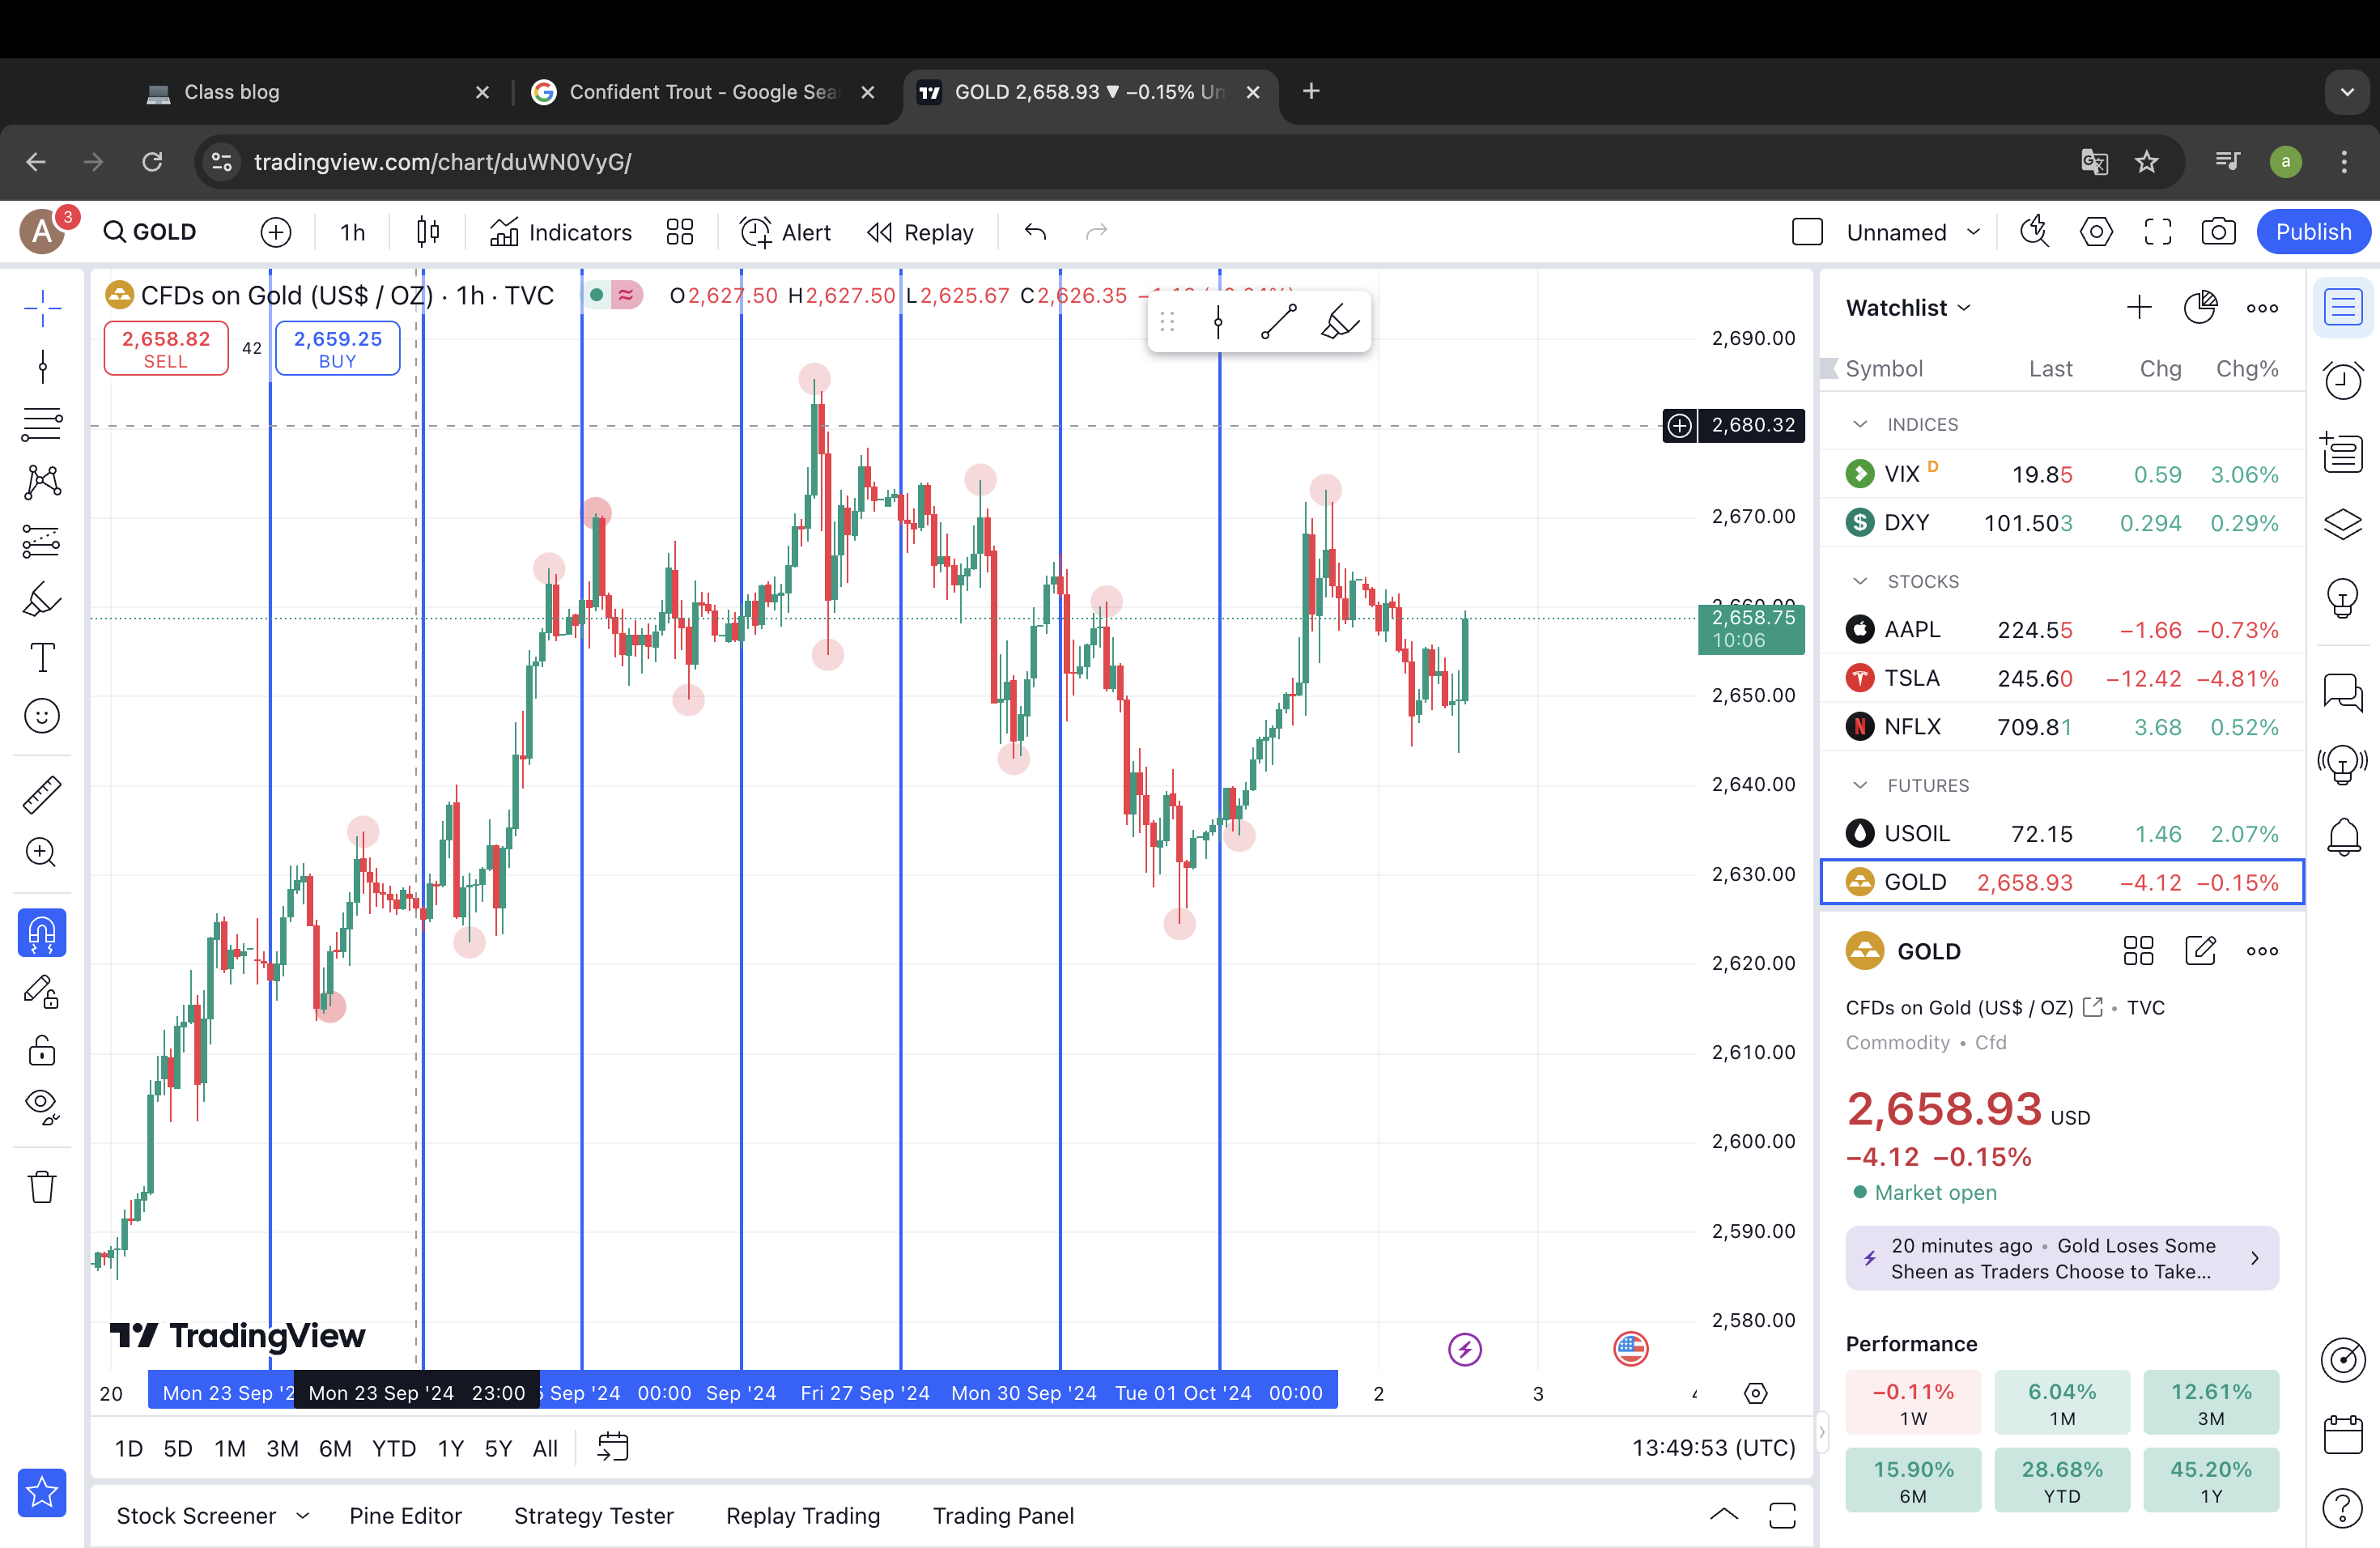 Class blog
Confident Trout - Google Sea
GOLD 2,658.93 ▼ −0.15% Un
tradingview.com/chart/duWN0VyG/
a
A 3
GOLD
1h
Indicators
Alert
Replay
Unnamed
Publish
CFDs on Gold (US$ / OZ) · 1h · TVC
O2,627.50 H2,627.50 L2,625.67 C2,626.35
2,658.82
SELL
42
2,659.25
BUY
2,690.00
2,680.32
2,670.00
2,660.00
2,658.75
10:06
2,650.00
2,640.00
2,630.00
2,620.00
2,610.00
2,600.00
2,590.00
2,580.00
TradingView
20
Mon 23 Sep '2
Mon 23 Sep '24 23:00
Sep '24 00:00
Sep '24
Fri 27 Sep '24
Mon 30 Sep '24
Tue 01 Oct '24 00:00
2
3
1D 5D 1M 3M 6M YTD 1Y 5Y All
13:49:53 (UTC)
Stock Screener
Pine Editor
Strategy Tester
Replay Trading
Trading Panel
Watchlist
Symbol Last Chg Chg%
INDICES
VIX D 19.85 0.59 3.06%
DXY 101.503 0.294 0.29%
STOCKS
AAPL 224.55 −1.66 −0.73%
TSLA 245.60 −12.42 −4.81%
NFLX 709.81 3.68 0.52%
FUTURES
USOIL 72.15 1.46 2.07%
GOLD 2,658.93 −4.12 −0.15%
GOLD
CFDs on Gold (US$ / OZ) • TVC
Commodity • Cfd
2,658.93 USD
−4.12 −0.15%
Market open
20 minutes ago • Gold Loses Some
Sheen as Traders Choose to Take...
Performance
−0.11%
1W
6.04%
1M
12.61%
3M
15.90%
6M
28.68%
YTD
45.20%
1Y